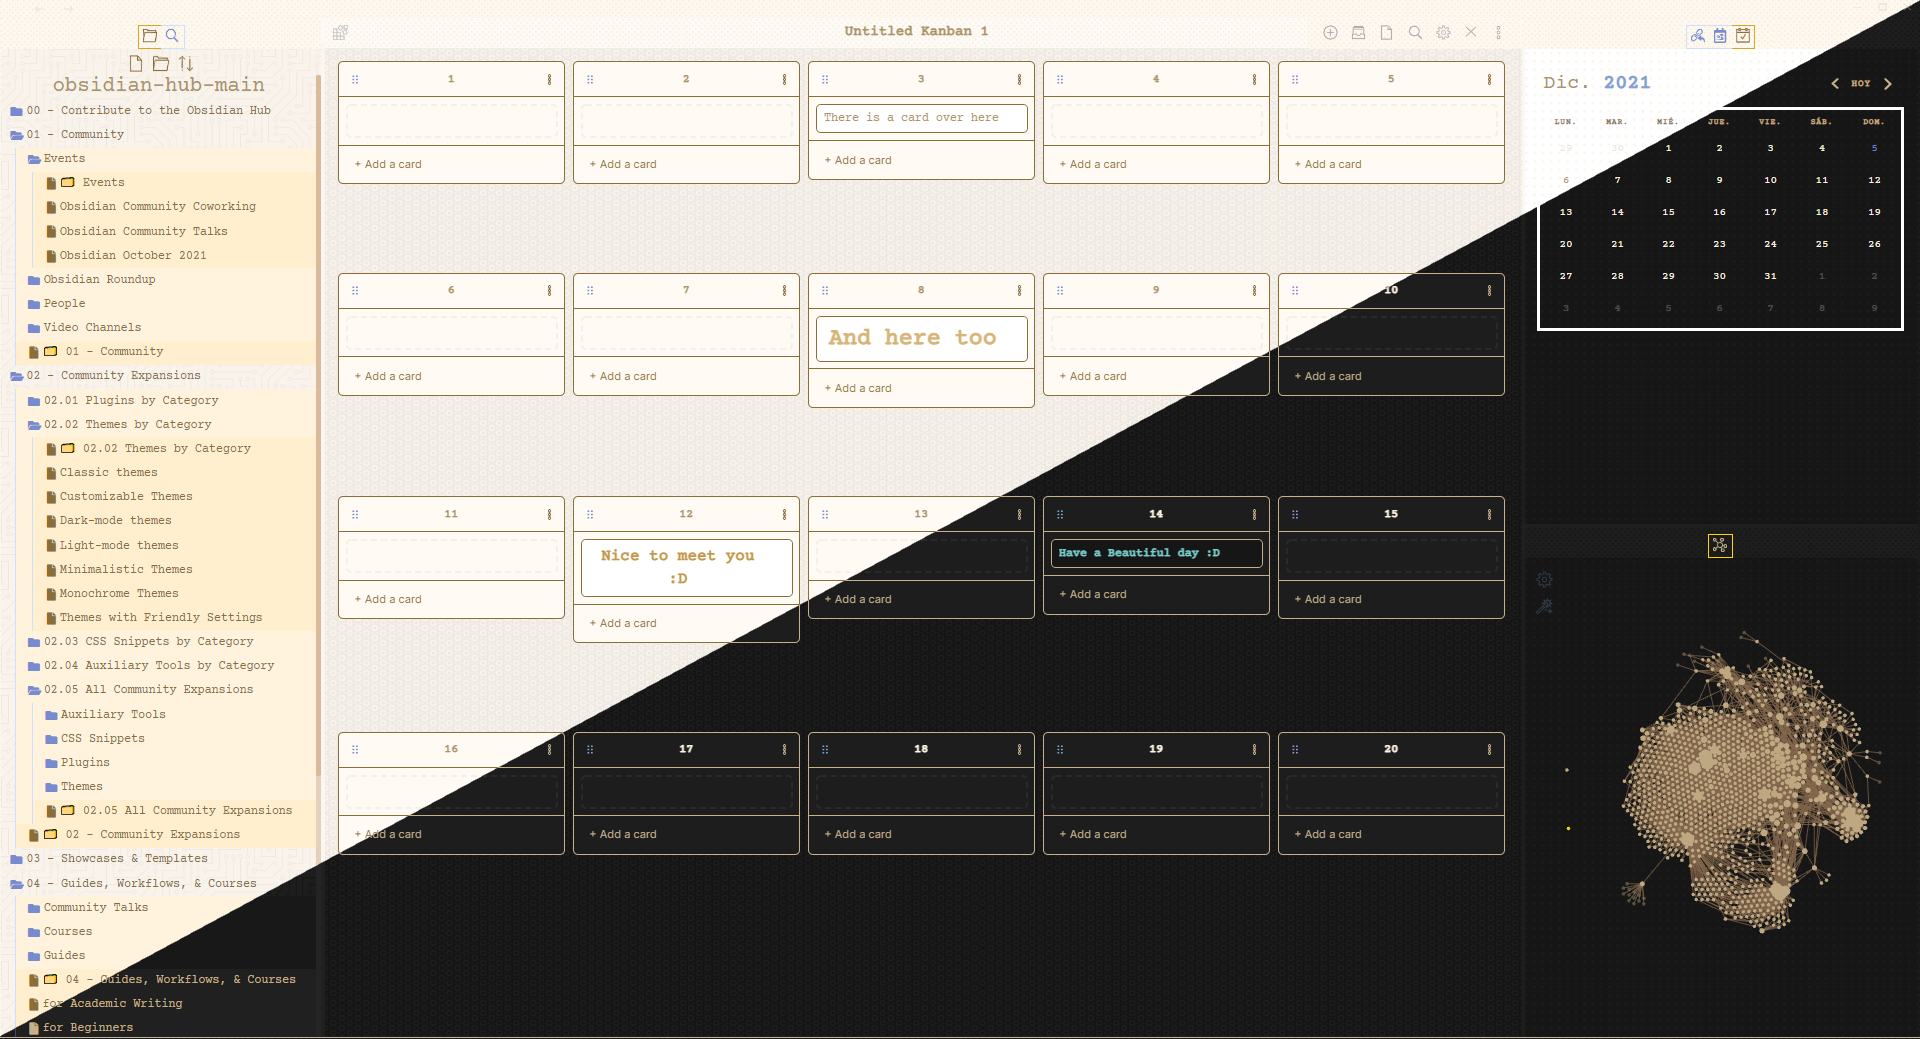 Untitled Kanban 1
obsidian-hub-main
00 - Contribute to the Obsidian Hub
01 - Community
Events
Events
Obsidian Community Coworking
Obsidian Community Talks
Obsidian October 2021
Obsidian Roundup
People
Video Channels
01 - Community
02 - Community Expansions
02.01 Plugins by Category
02.02 Themes by Category
02.02 Themes by Category
Classic themes
Customizable Themes
Dark-mode themes
Light-mode themes
Minimalistic Themes
Monochrome Themes
Themes with Friendly Settings
02.03 CSS Snippets by Category
02.04 Auxiliary Tools by Category
02.05 All Community Expansions
Auxiliary Tools
CSS Snippets
Plugins
Themes
02.05 All Community Expansions
02 - Community Expansions
03 - Showcases & Templates
04 - Guides, Workflows, & Courses
Community Talks
Courses
Guides
04 - Guides, Workflows, & Courses
for Academic Writing
for Beginners
1 2 3 4 5
There is a card over here
+ Add a card + Add a card + Add a card + Add a card + Add a card
6 7 8 9 10
And here too
+ Add a card + Add a card + Add a card + Add a card + Add a card
11 12 13 14 15
Nice to meet you
:D
Have a Beautiful day :D
+ Add a card + Add a card + Add a card + Add a card + Add a card
16 17 18 19 20
+ Add a card + Add a card + Add a card + Add a card + Add a card
Dic. 2021
HOY
LUN. MAR. MIÉ. JUE. VIE. SÁB. DOM.
29 30 1 2 3 4 5
6 7 8 9 10 11 12
13 14 15 16 17 18 19
20 21 22 23 24 25 26
27 28 29 30 31 1 2
3 4 5 6 7 8 9